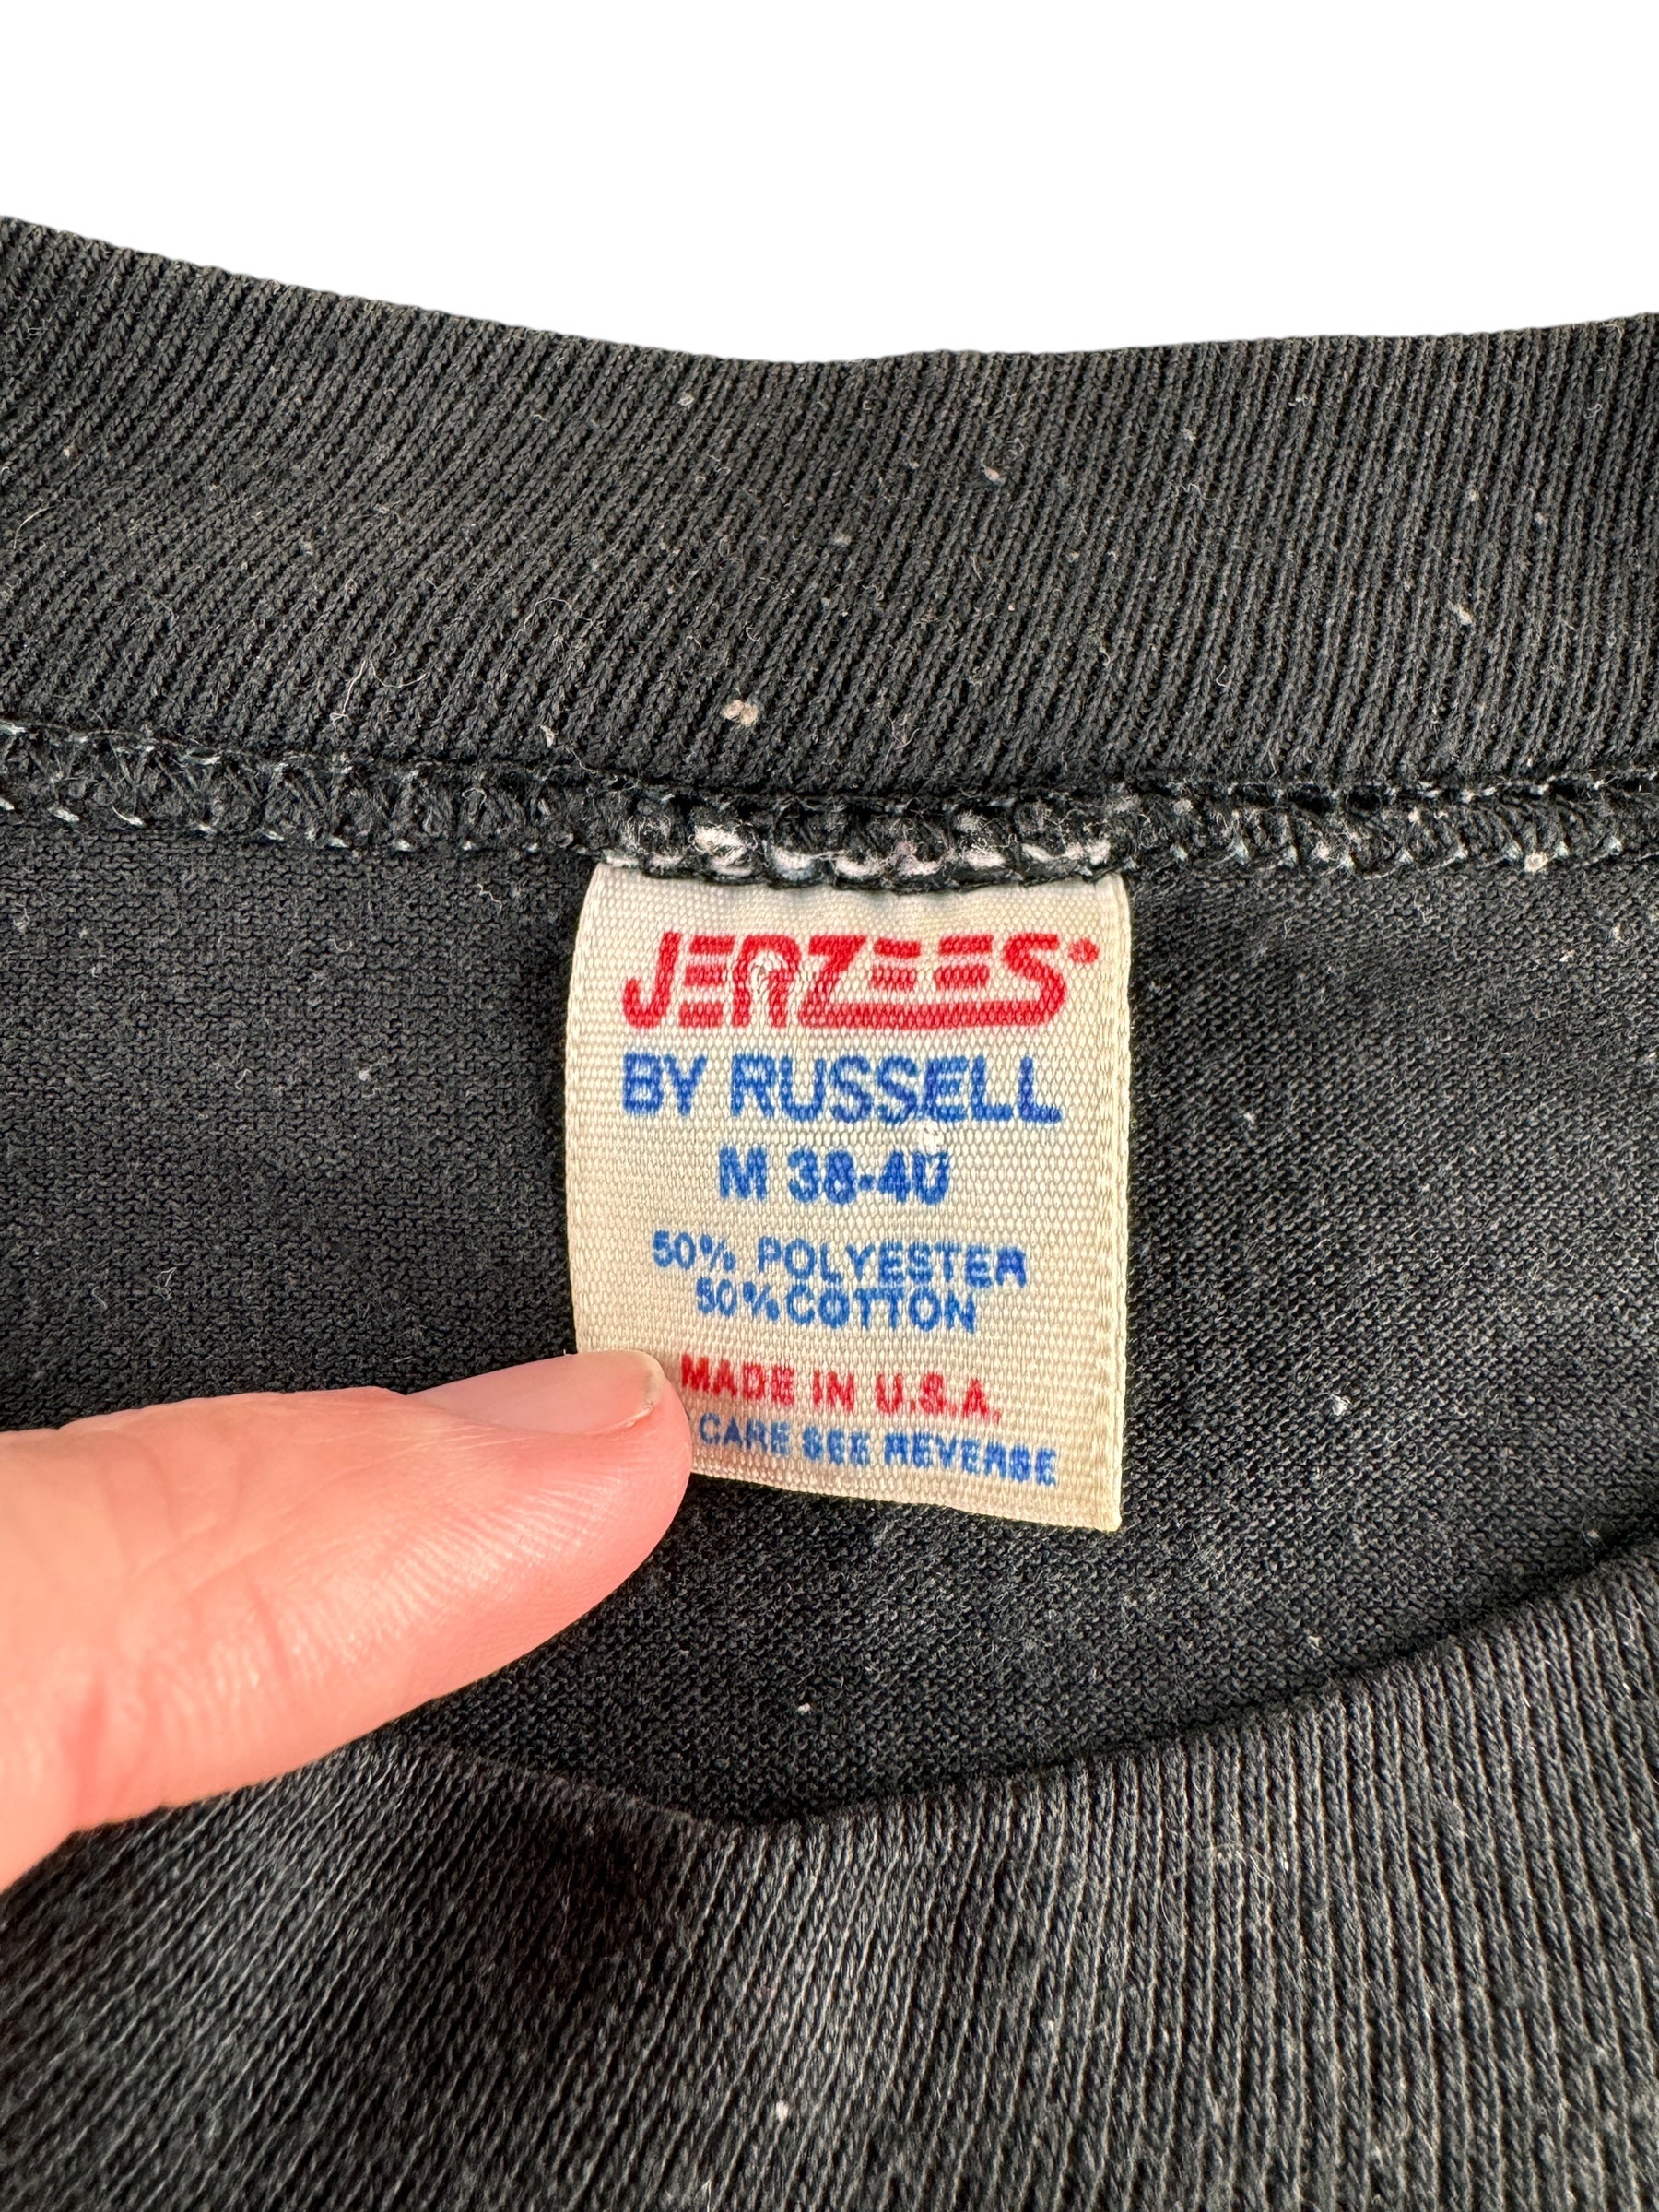 JERZEES®
BY RUSSELL
M 38-40
50% POLYESTER
50% COTTON
MADE IN U.S.A.
CARE SEE REVERSE